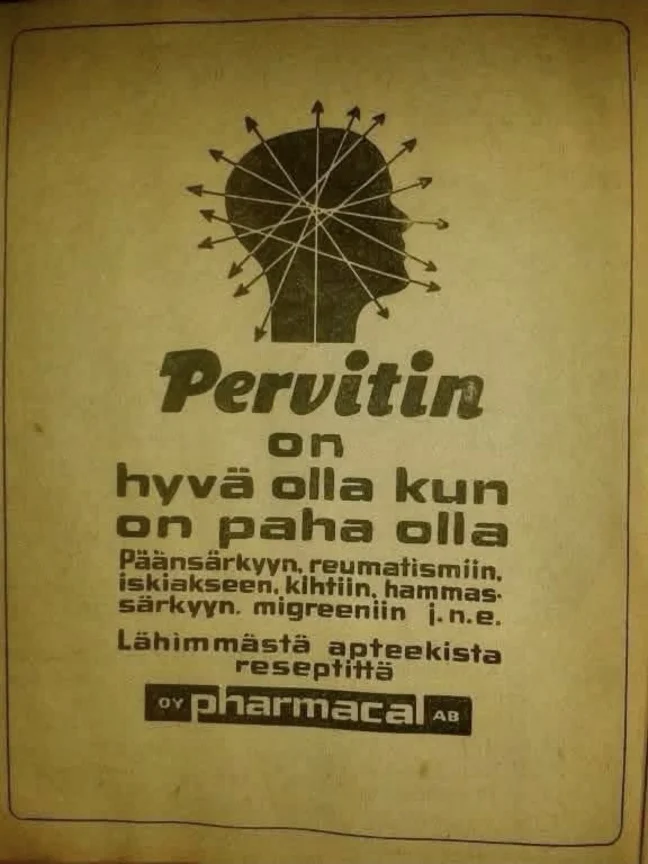 Pervitin
on
hyvä olla kun
on paha olla
Päänsärkyyn, reumatismiin,
iskiakseen, kihtiin, hammas-
särkyyn. migreeniin j.n.e.
Lähimmästä apteekista
reseptittä
OY pharmacal AB